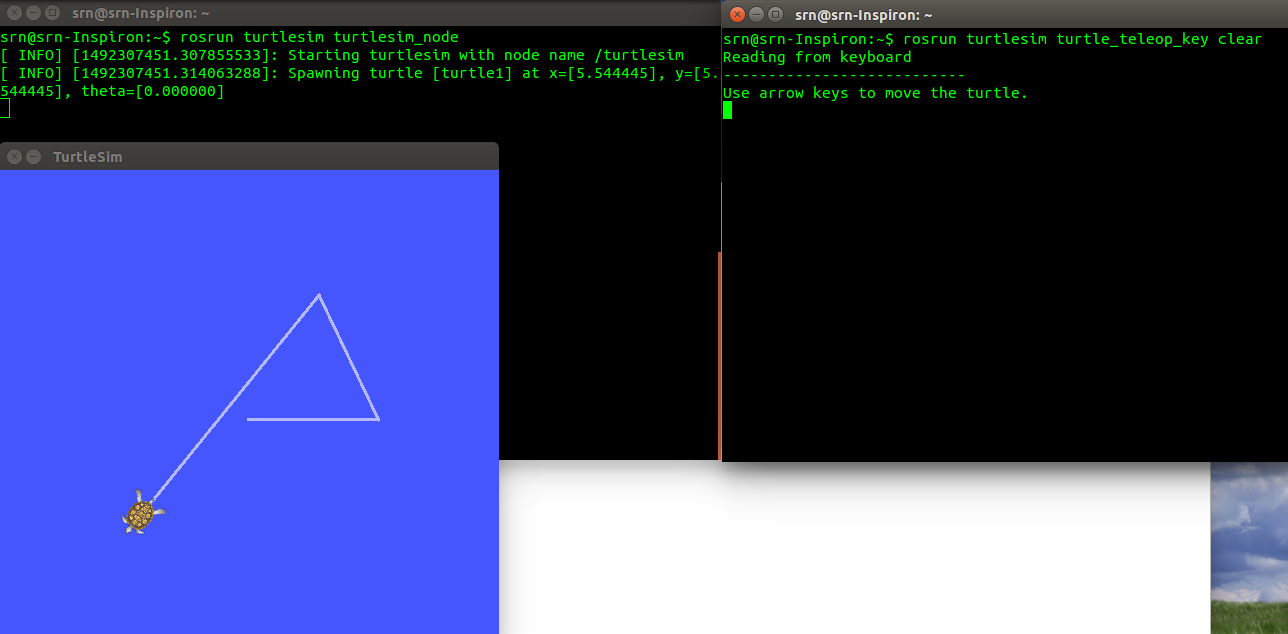 srn@srn-Inspiron: ~
srn@srn-Inspiron:~$ rosrun turtlesim turtlesim_node
[ INFO] [1492307451.307855533]: Starting turtlesim with node name /turtlesim
[ INFO] [1492307451.314063288]: Spawning turtle [turtle1] at x=[5.544445], y=[5.
544445], theta=[0.000000]
TurtleSim
srn@srn-Inspiron: ~
srn@srn-Inspiron:~$ rosrun turtlesim turtle_teleop_key clear
Reading from keyboard
---------------------------
Use arrow keys to move the turtle.